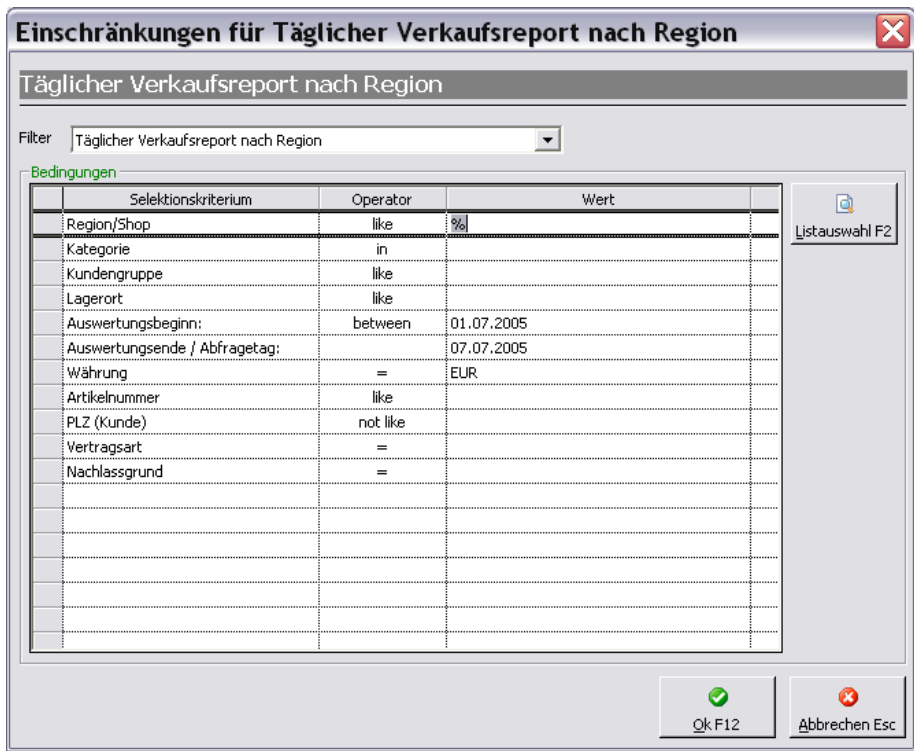 Einschränkungen für Täglicher Verkaufsreport nach Region
Täglicher Verkaufsreport nach Region
Filter Täglicher Verkaufsreport nach Region
Bedingungen
Selektionskriterium Operator Wert
Region/Shop like %
Listauswahl F2
Kategorie in
Kundengruppe like
Lagerort like
Auswertungsbeginn: between 01.07.2005
Auswertungsende / Abfragetag: 07.07.2005
Währung = EUR
Artikelnummer like
PLZ (Kunde) not like
Vertragsart =
Nachlassgrund =
Ok F12 Abbrechen Esc